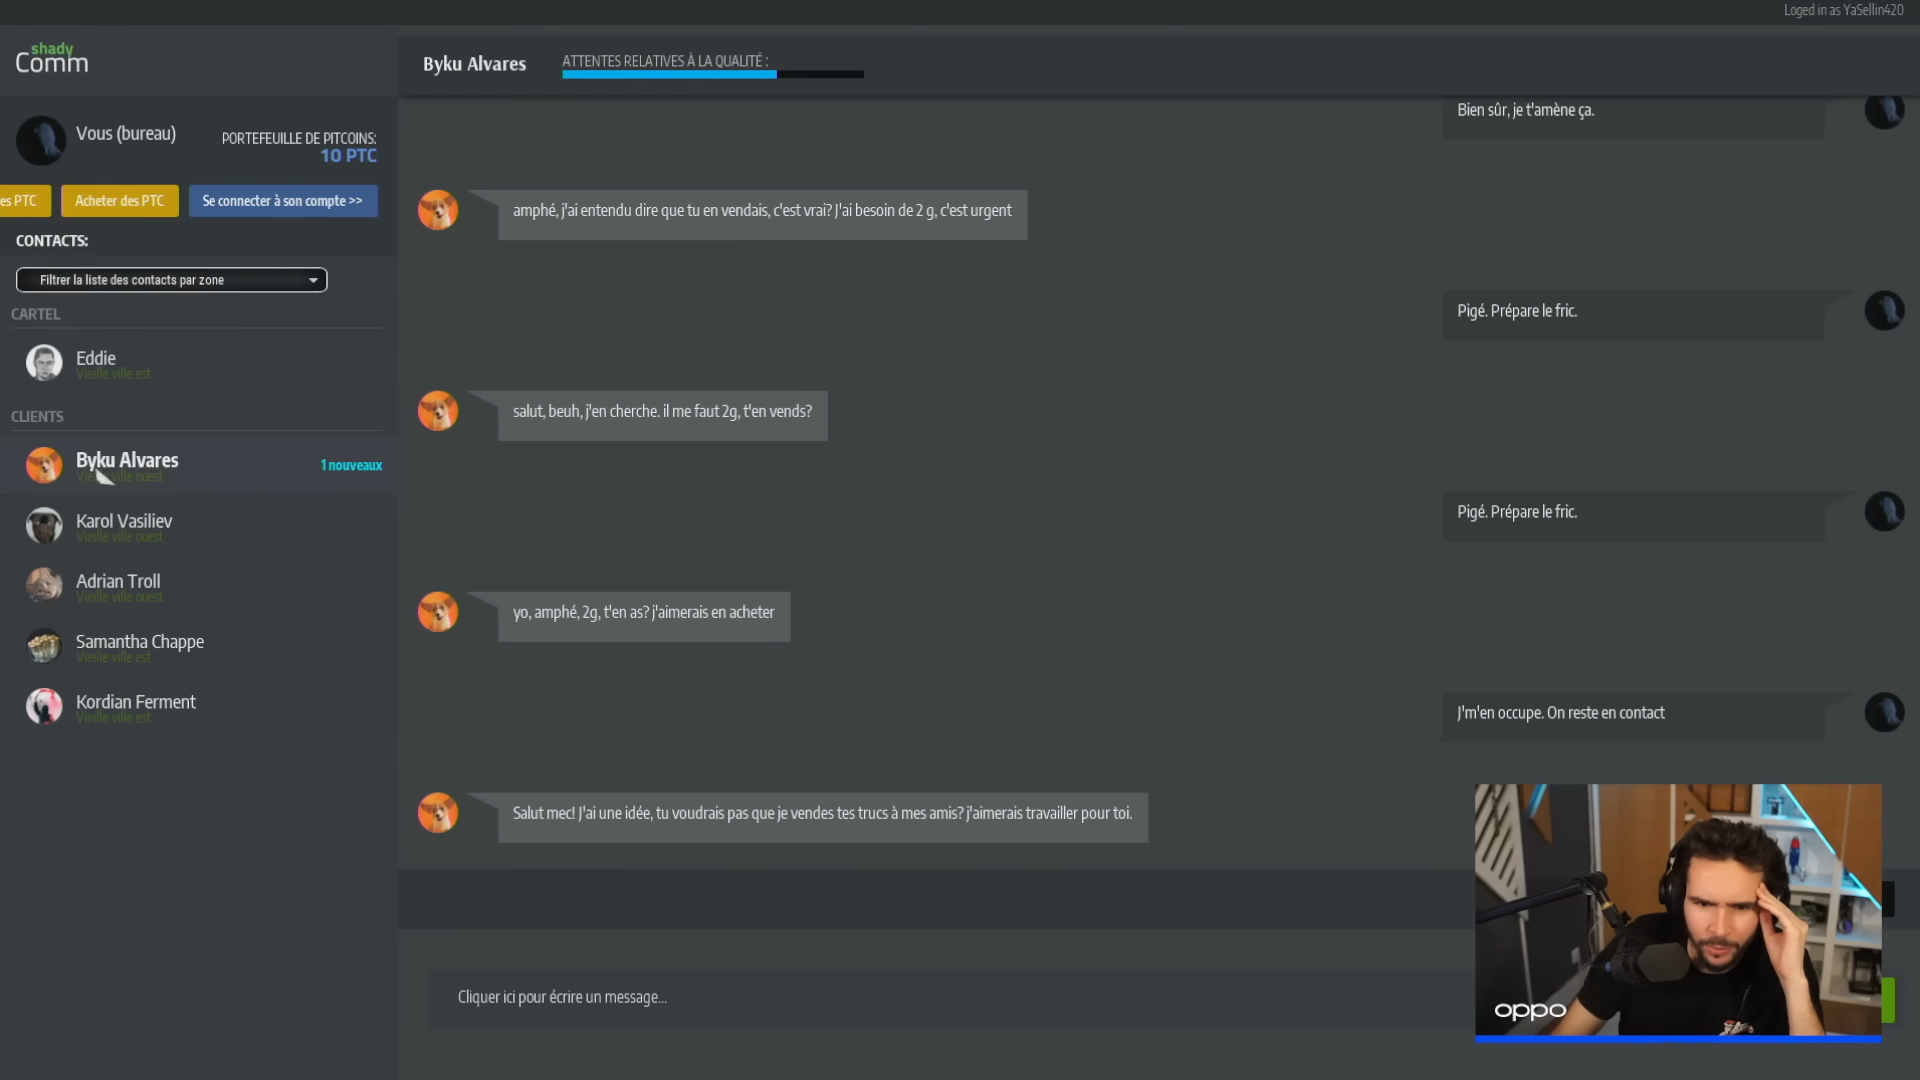 Loged in as YaSellin420
shady
Comm
Vous (bureau)
PORTEFEUILLE DE PITCOINS:
10 PTC
es PTC
Acheter des PTC
Se connecter à son compte >>
CONTACTS:
Filtrer la liste des contacts par zone
CARTEL
Eddie
Vieille ville est
CLIENTS
Byku Alvares
Vieille ville ouest
1 nouveaux
Karol Vasiliev
Vieille ville ouest
Adrian Troll
Vieille ville ouest
Samantha Chappe
Vieille ville est
Kordian Ferment
Vieille ville est
Byku Alvares
ATTENTES RELATIVES À LA QUALITÉ :
Bien sûr, je t'amène ça.
amphé, j'ai entendu dire que tu en vendais, c'est vrai? J'ai besoin de 2 g, c'est urgent
Pigé. Prépare le fric.
salut, beuh, j'en cherche. il me faut 2g, t'en vends?
Pigé. Prépare le fric.
yo, amphé, 2g, t'en as? j'aimerais en acheter
J'm'en occupe. On reste en contact
Salut mec! J'ai une idée, tu voudrais pas que je vendes tes trucs à mes amis? j'aimerais travailler pour toi.
Cliquer ici pour écrire un message...
oppo